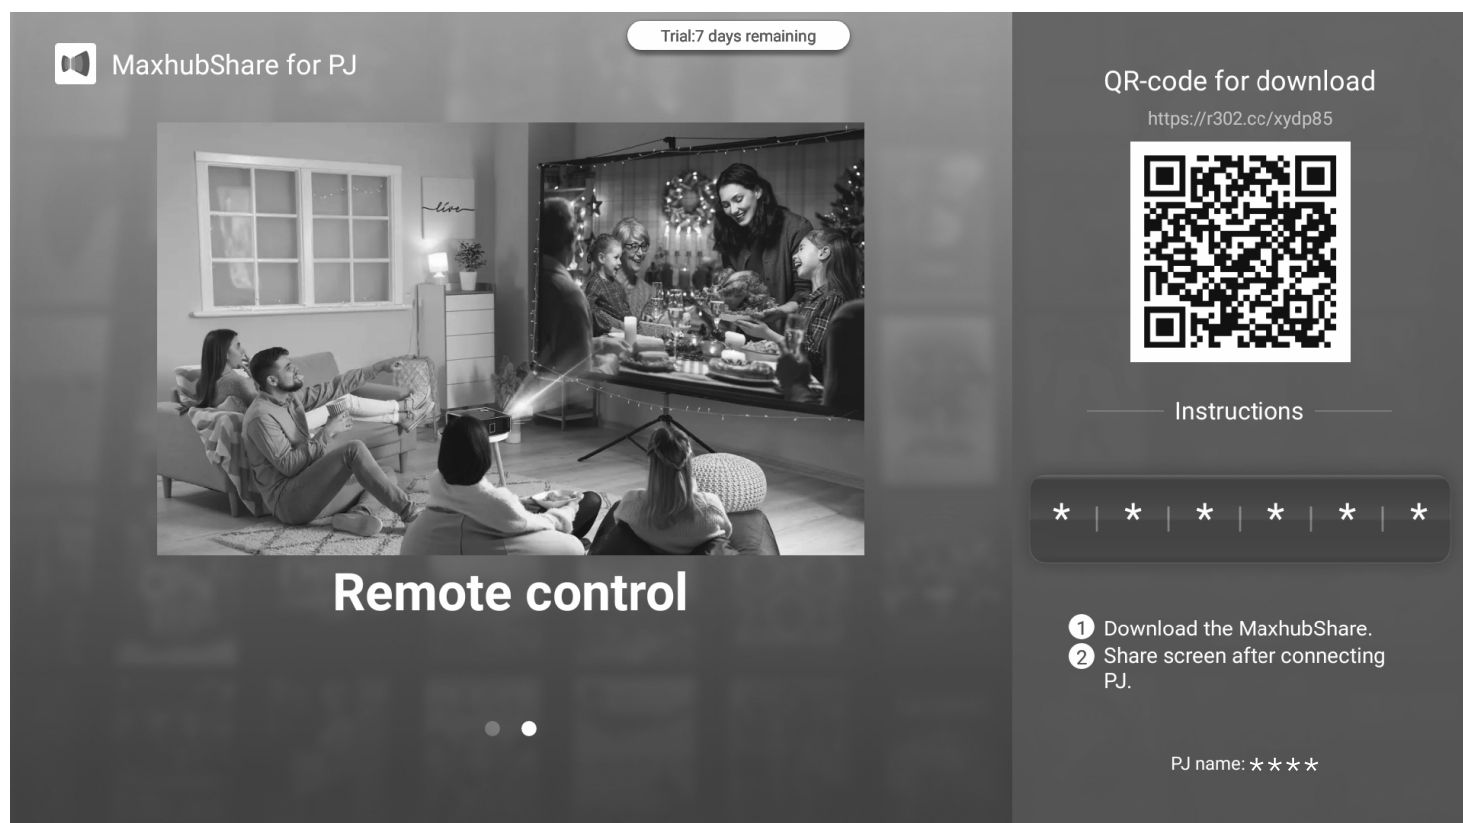 Trial:7 days remaining
MaxhubShare for PJ
live
Remote control
QR-code for download
https://r302.cc/xydp85
Instructions
* | * | * | * | * | *
1 Download the MaxhubShare.
2 Share screen after connecting
PJ.
PJ name:****